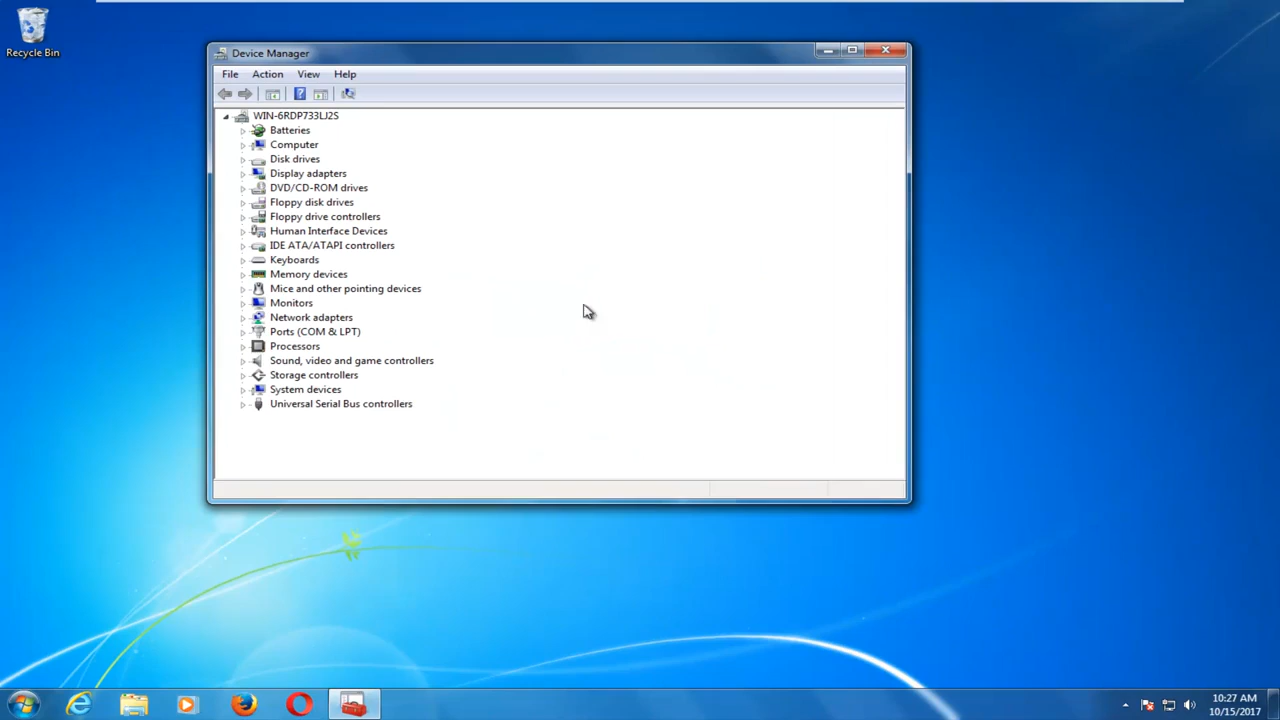 Recycle Bin
Device Manager
File Action View Help
WIN-6RDP733LJ2S
Batteries
Computer
Disk drives
Display adapters
DVD/CD-ROM drives
Floppy disk drives
Floppy drive controllers
Human Interface Devices
IDE ATA/ATAPI controllers
Keyboards
Memory devices
Mice and other pointing devices
Monitors
Network adapters
Ports (COM & LPT)
Processors
Sound, video and game controllers
Storage controllers
System devices
Universal Serial Bus controllers
10:27 AM
10/15/2017